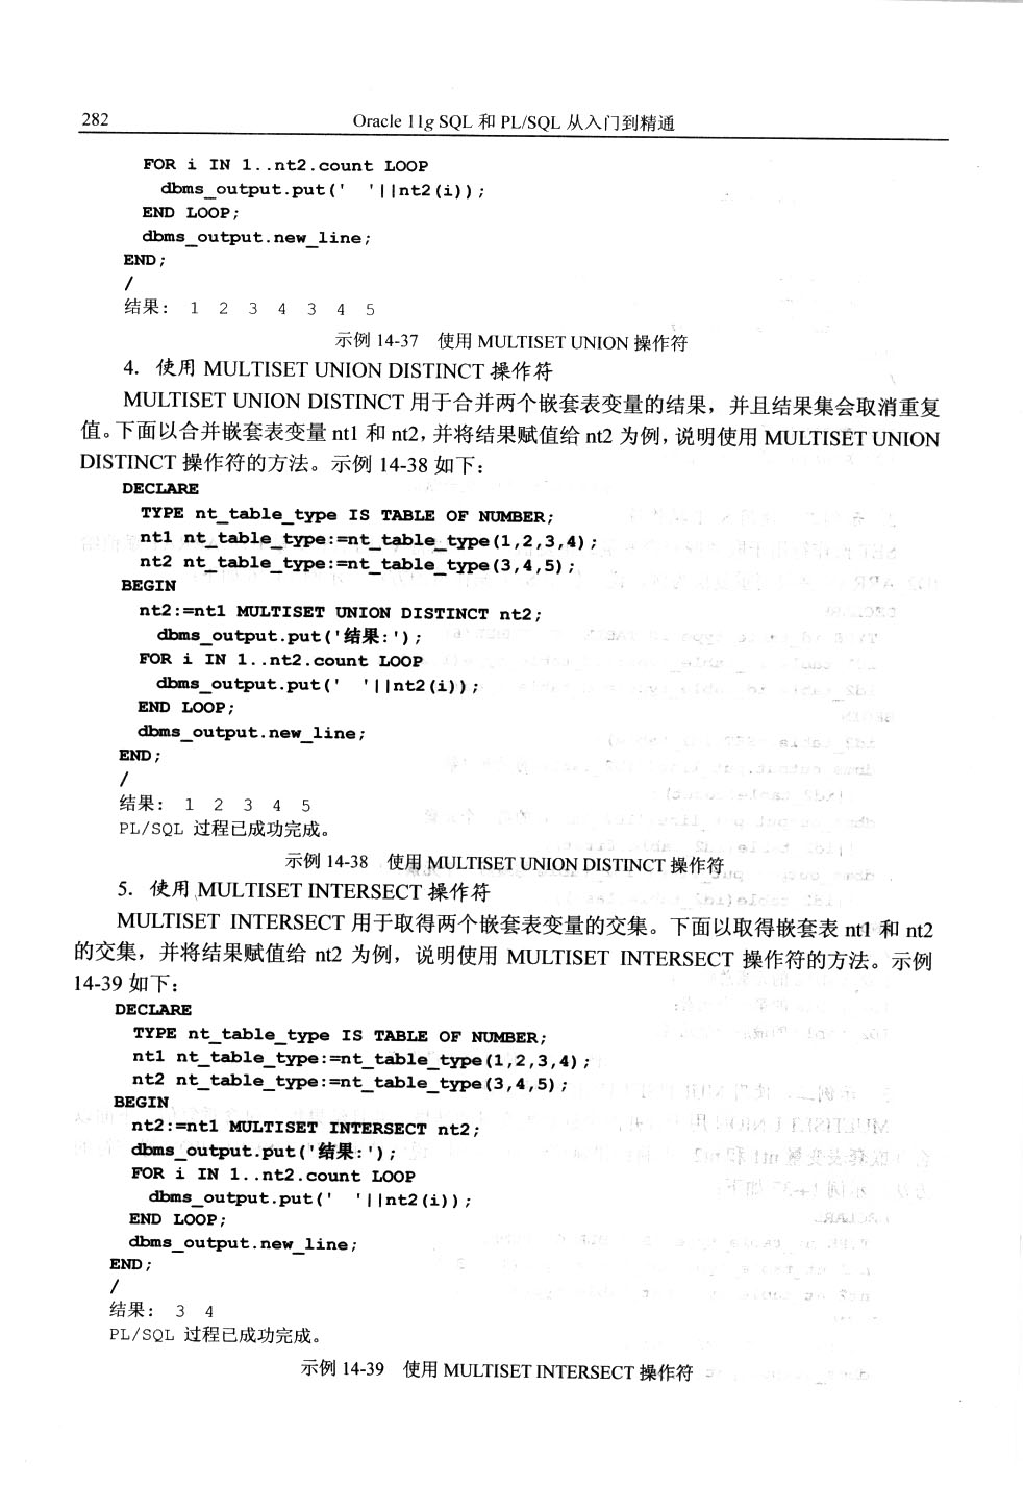 282
Oracle 11g SQL 和 PL/SQL 从入门到精通
FOR i IN 1..nt2.count LOOP
dbms_output.put(' '||nt2(i));
END LOOP;
dbms_output.new_line;
END;
/
结果: 1 2 3 4 3 4 5
示例 14-37 使用 MULTISET UNION 操作符
4. 使用 MULTISET UNION DISTINCT 操作符
MULTISET UNION DISTINCT 用于合并两个嵌套表变量的结果，并且结果集会取消重复
值。下面以合并嵌套表变量 nt1 和 nt2，并将结果赋值给 nt2 为例，说明使用 MULTISET UNION
DISTINCT 操作符的方法。示例 14-38 如下：
DECLARE
TYPE nt_table_type IS TABLE OF NUMBER;
nt1 nt_table_type:=nt_table_type(1,2,3,4);
nt2 nt_table_type:=nt_table_type(3,4,5);
BEGIN
nt2:=nt1 MULTISET UNION DISTINCT nt2;
dbms_output.put('结果:');
FOR i IN 1..nt2.count LOOP
dbms_output.put(' '||nt2(i));
END LOOP;
dbms_output.new_line;
END;
/
结果: 1 2 3 4 5
PL/SQL 过程已成功完成。
示例 14-38 使用 MULTISET UNION DISTINCT 操作符
5. 使用 MULTISET INTERSECT 操作符
MULTISET INTERSECT 用于取得两个嵌套表变量的交集。下面以取得嵌套表 nt1 和 nt2
的交集，并将结果赋值给 nt2 为例，说明使用 MULTISET INTERSECT 操作符的方法。示例
14-39 如下：
DECLARE
TYPE nt_table_type IS TABLE OF NUMBER;
nt1 nt_table_type:=nt_table_type(1,2,3,4);
nt2 nt_table_type:=nt_table_type(3,4,5);
BEGIN
nt2:=nt1 MULTISET INTERSECT nt2;
dbms_output.put('结果:');
FOR i IN 1..nt2.count LOOP
dbms_output.put(' '||nt2(i));
END LOOP;
dbms_output.new_line;
END;
/
结果: 3 4
PL/SQL 过程已成功完成。
示例 14-39 使用 MULTISET INTERSECT 操作符